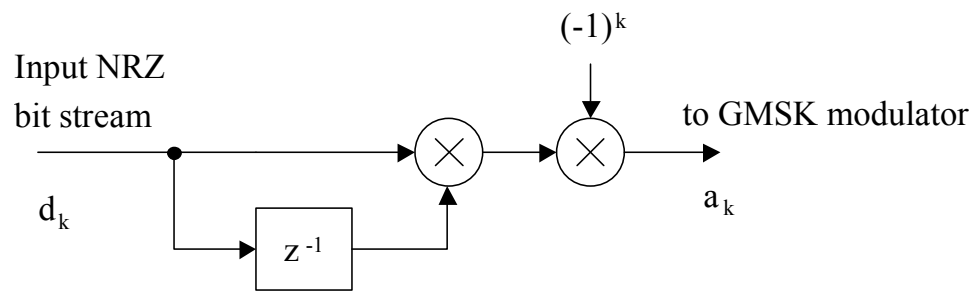 (-1)^k
Input NRZ
bit stream
to GMSK modulator
d_k
a_k
z^-1